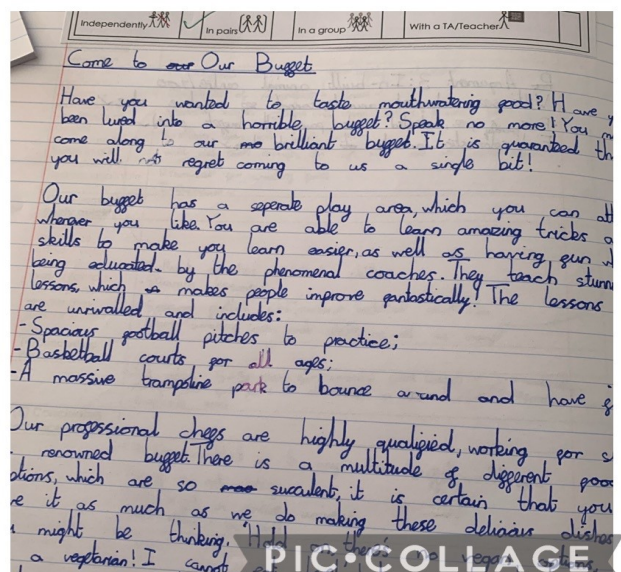 Independently In pairs In a group With a TA/Teacher
Come to our Our Buffet
Have you wanted to taste mouthwatering food? Have
been lured into a horrible buffet? Speak no more! You
come along to our brilliant buffet. It is guaranteed
you will not regret coming to us a single bit!
Our buffet has a seperate play area, which you can
wherever you like. You are able to learn amazing tricks
skills to make you learn easier, as well as having fun
being educated by the phenomenal coaches. They teach
lessons, which makes people improve fantastically! The lessons
are unrivalled and includes:
-Spacious football pitches to practice;
-Basketball courts for all ages;
-A massive trampoline park to bounce around and have
Our professional chefs are highly qualified, working for
renowned buffet. There is a multitude of different
which are so succulent, it is certain that you
it as much as we do making these delicious dishes
might be thinking, "Hold on, there's no vegan options,
a vegetarian! I cannot
PIC COLLAGE